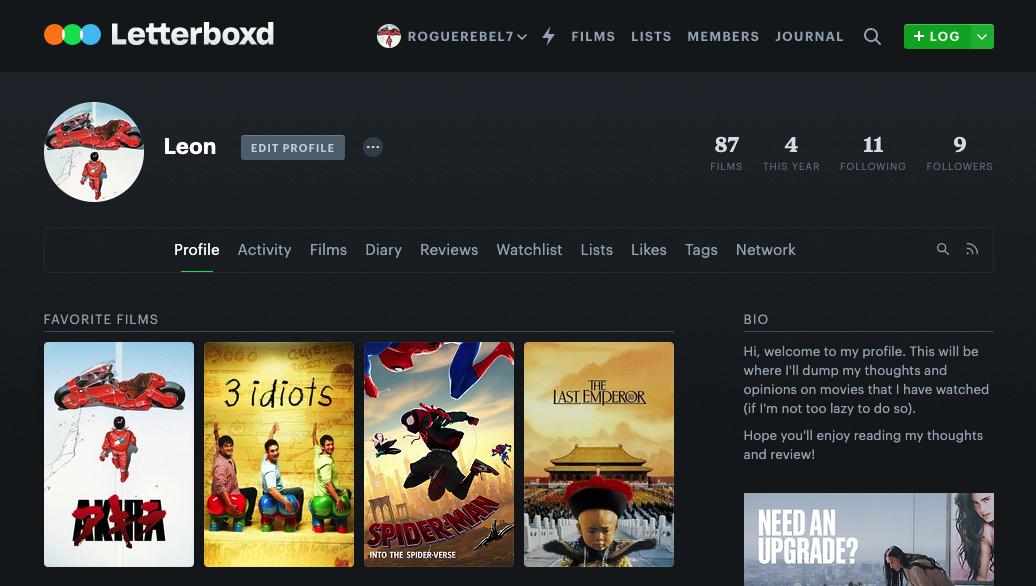 Letterboxd
ROGUEREBEL7 FILMS LISTS MEMBERS JOURNAL + LOG
Leon EDIT PROFILE ...
87 4 11 9
FILMS THIS YEAR FOLLOWING FOLLOWERS
Profile Activity Films Diary Reviews Watchlist Lists Likes Tags Network
FAVORITE FILMS
AKIRA
アキラ
3 idiots
SPIDER-MAN
INTO THE SPIDER-VERSE
THE
LAST EMPEROR
BIO
Hi, welcome to my profile. This will be
where I'll dump my thoughts and
opinions on movies that I have watched
(if I'm not too lazy to do so).
Hope you'll enjoy reading my thoughts
and review!
NEED AN
UPGRADE?